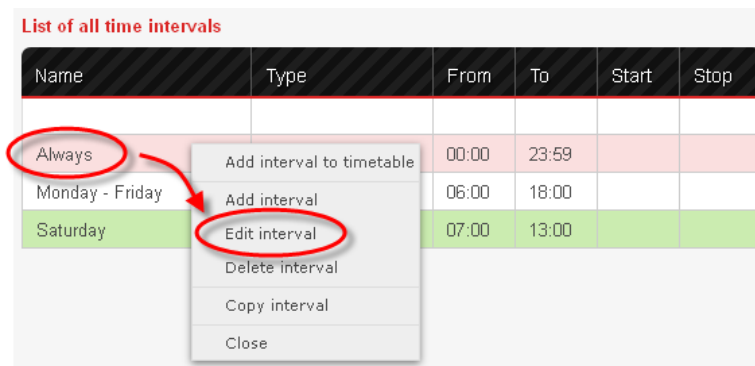 List of all time intervals
Name Type From To Start Stop
Always 00:00 23:59
Monday - Friday 06:00 18:00
Saturday 07:00 13:00
Add interval to timetable
Add interval
Edit interval
Delete interval
Copy interval
Close